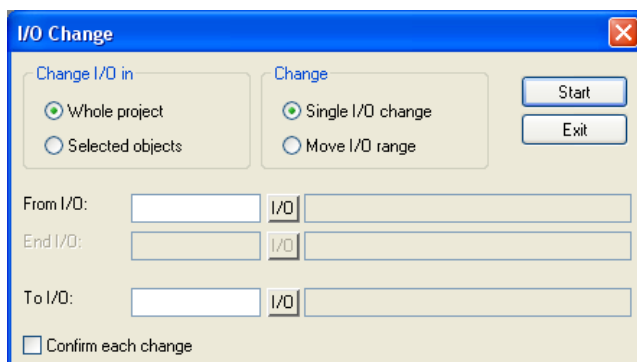 I/O Change
Change I/O in
Change
Whole project
Single I/O change
Start
Selected objects
Move I/O range
Exit
From I/O:
I/O
End I/O:
I/O
To I/O:
I/O
Confirm each change